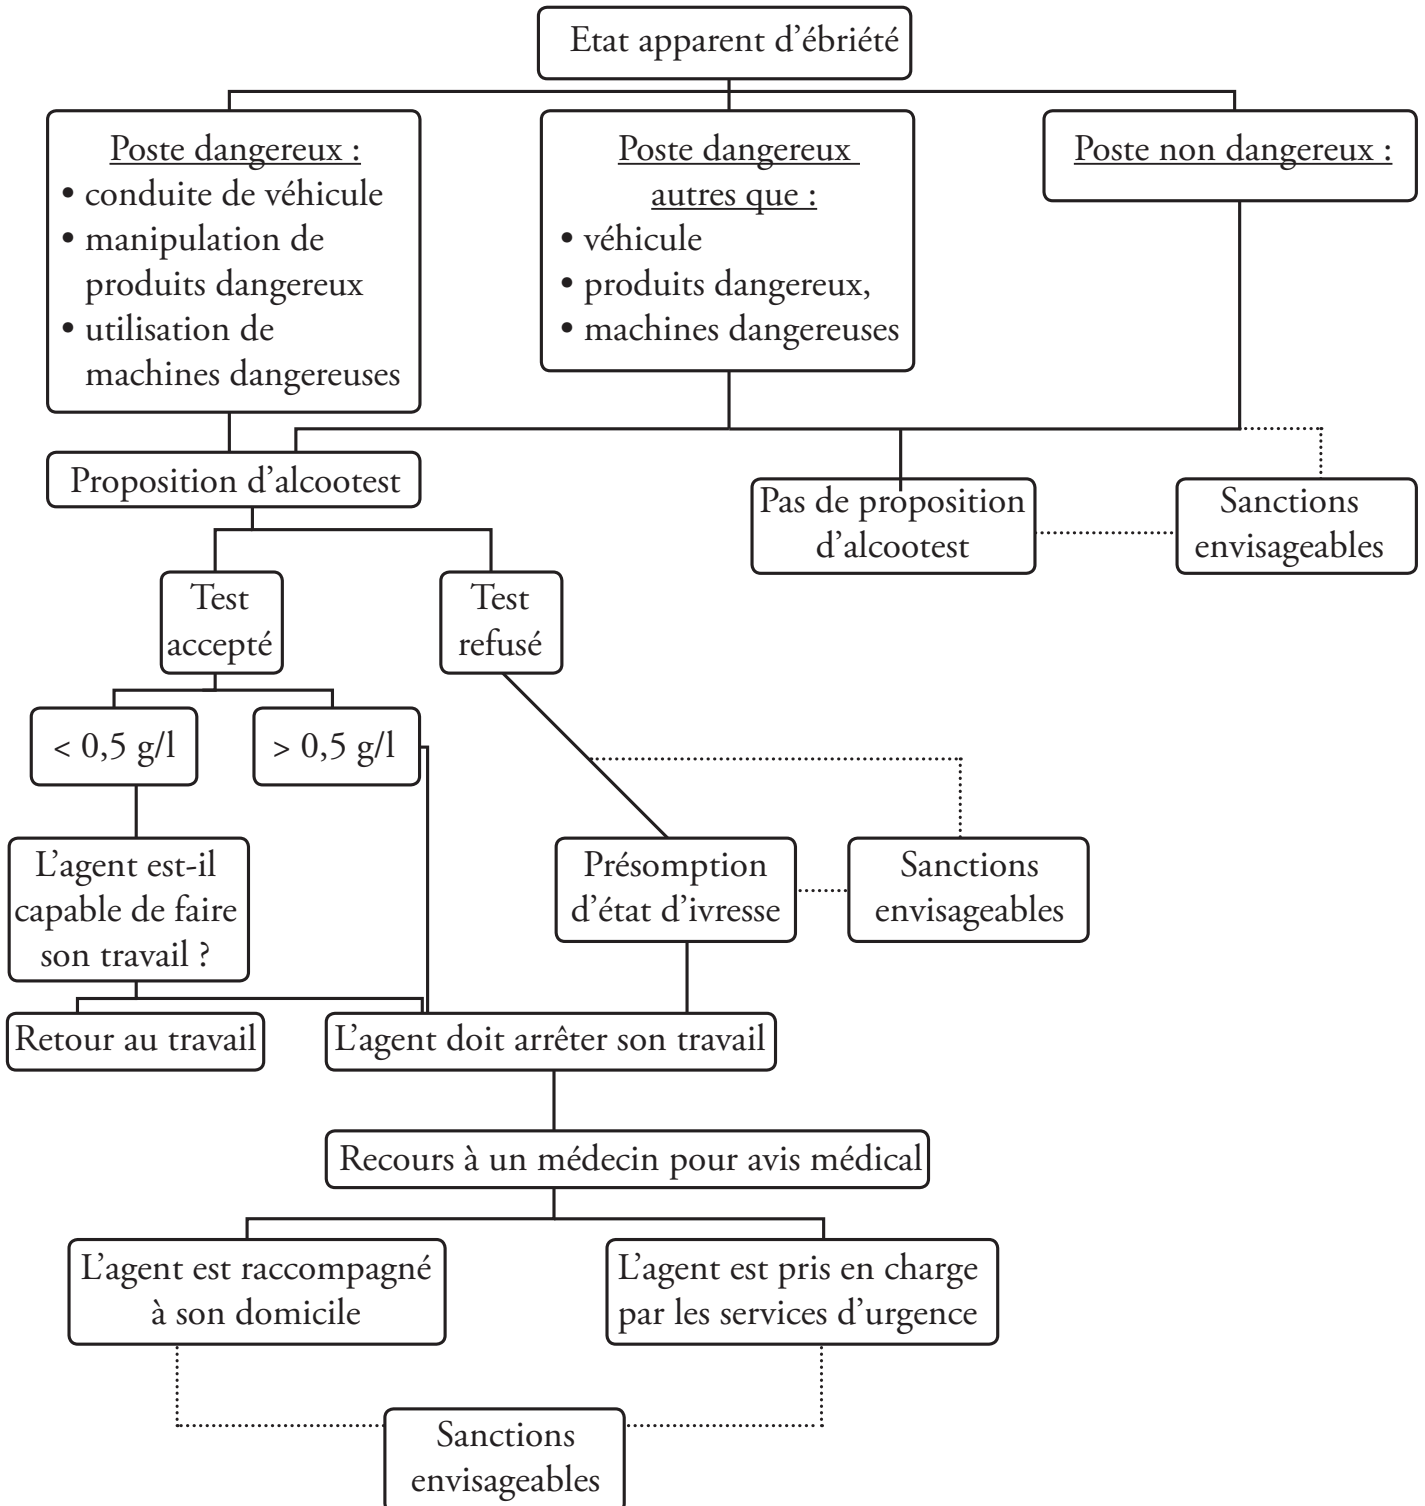 Etat apparent d'ébriété
Poste dangereux :
• conduite de véhicule
• manipulation de
produits dangereux
• utilisation de
machines dangereuses
Poste dangereux
autres que :
• véhicule
• produits dangereux,
• machines dangereuses
Poste non dangereux :
Proposition d'alcootest
Pas de proposition
d'alcootest
Sanctions
envisageables
Test
accepté
Test
refusé
< 0,5 g/l
> 0,5 g/l
L'agent est-il
capable de faire
son travail ?
Présomption
d'état d'ivresse
Sanctions
envisageables
Retour au travail
L'agent doit arrêter son travail
Recours à un médecin pour avis médical
L'agent est raccompagné
à son domicile
L'agent est pris en charge
par les services d'urgence
Sanctions
envisageables